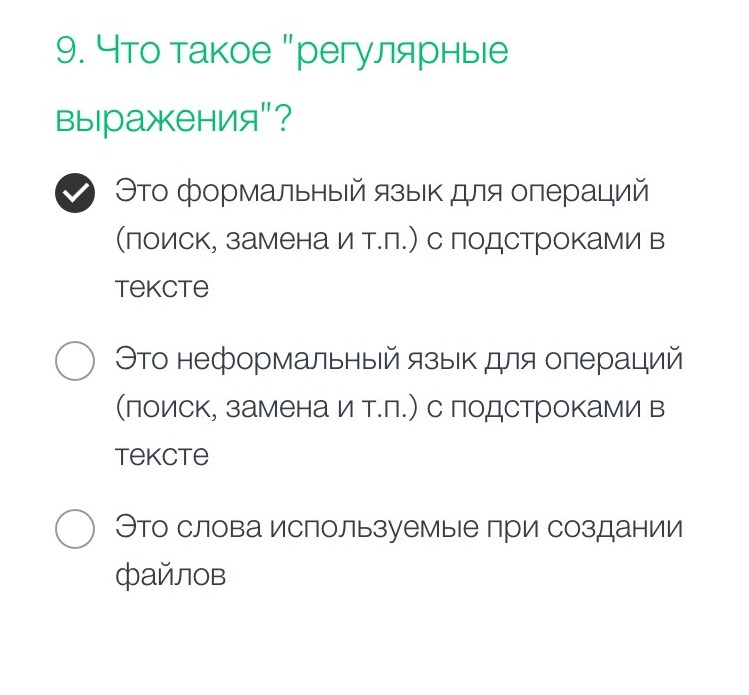 9. Что такое "регулярные
выражения"?
Это формальный язык для операций
(поиск, замена и т.п.) с подстроками в
тексте
Это неформальный язык для операций
(поиск, замена и т.п.) с подстроками в
тексте
Это слова используемые при создании
файлов